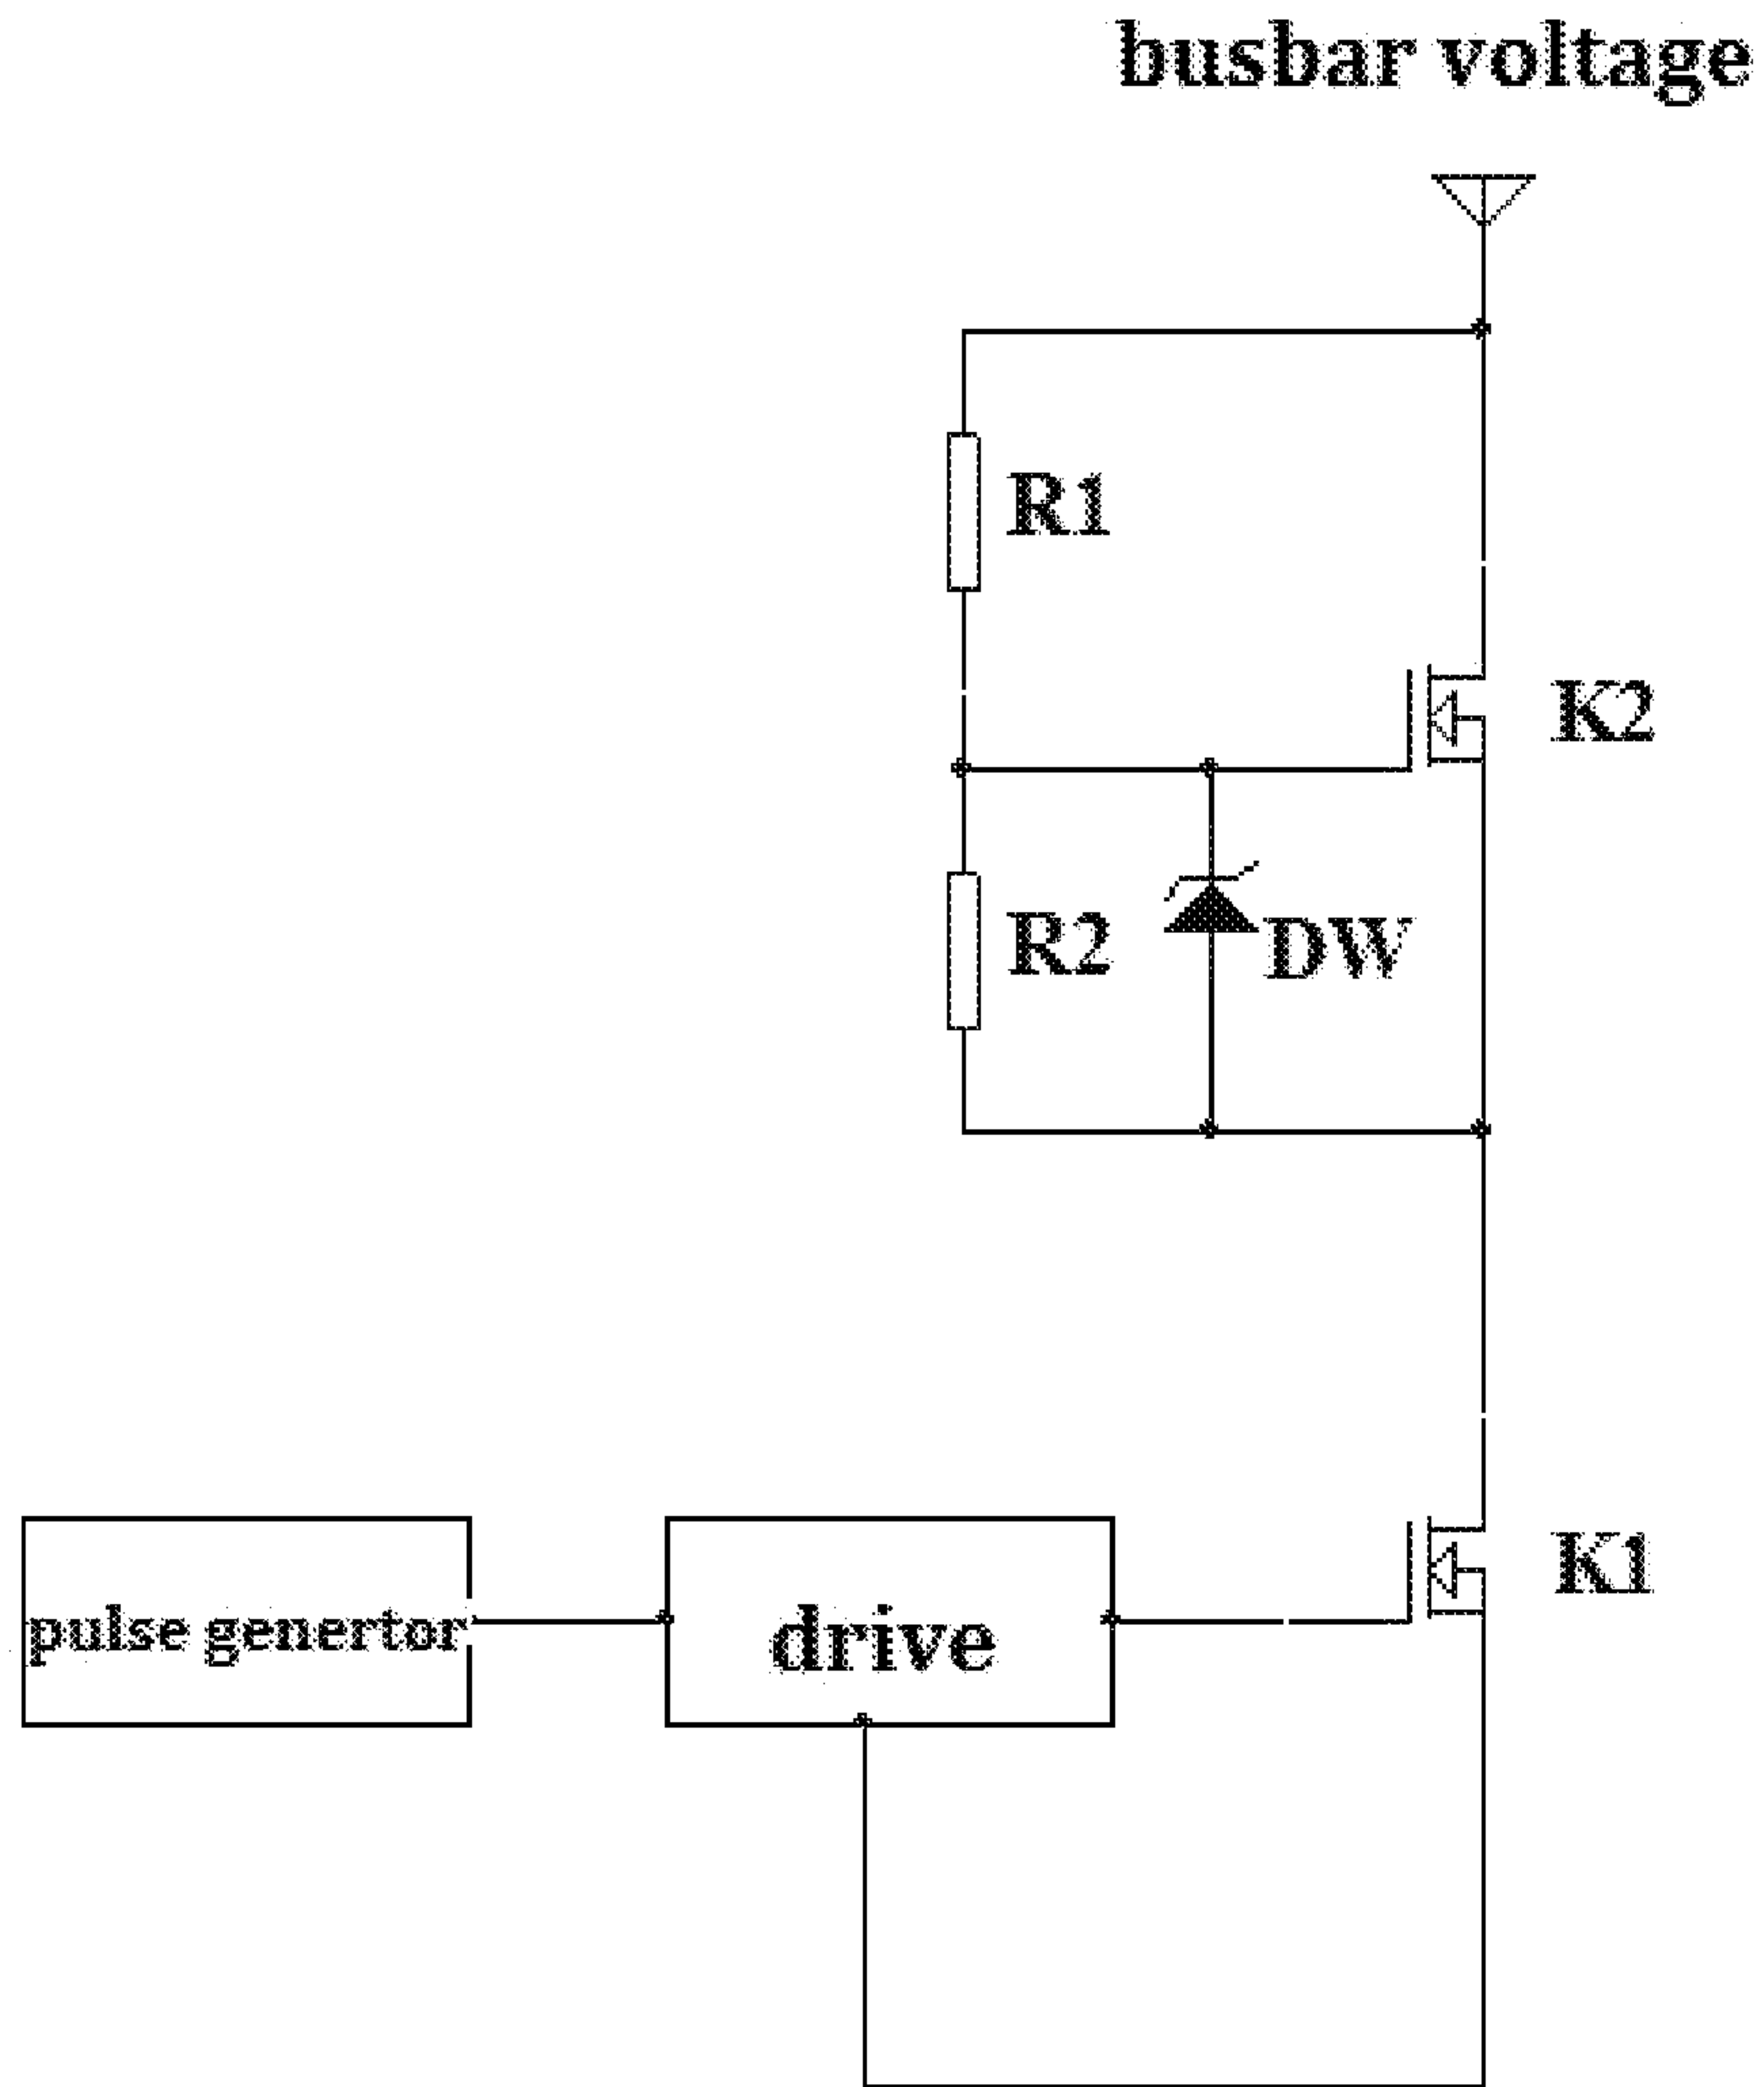 busbar voltage
R1
K2
R2
DW
K1
pulse genertor
drive